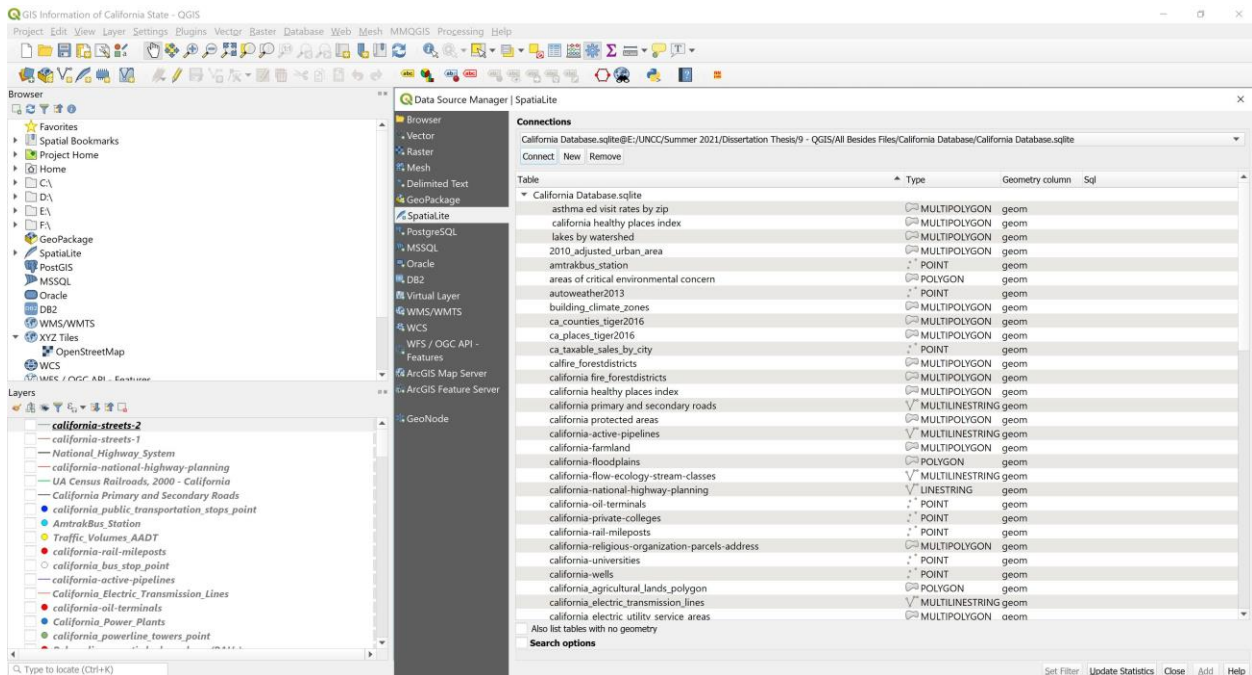 GIS Information of California State - QGIS
Project Edit View Layer Settings Plugins Vector Raster Database Web Mesh MMQGIS Processing Help
Browser
Favorites
Spatial Bookmarks
Project Home
Home
C:\
D:\
E:\
F:\
GeoPackage
SpatiaLite
PostGIS
MSSQL
Oracle
DB2
WMS/WMTS
XYZ Tiles
OpenStreetMap
WCS
WFS / OGC API - Features
Layers
california-streets-2
california-streets-1
National_Highway_System
california-national-highway-planning
UA Census Railroads, 2000 - California
California Primary and Secondary Roads
california_public_transportation_stops_point
AmtrakBus_Station
Traffic_Volumes_AADT
california-rail-mileposts
california_bus_stop_point
california-active-pipelines
California_Electric_Transmission_Lines
california-oil-terminals
California_Power_Plants
california_powerline_towers_point
Type to locate (Ctrl+K)
Data Source Manager | SpatiaLite
Browser
Vector
Raster
Mesh
Delimited Text
GeoPackage
SpatiaLite
PostgreSQL
MSSQL
Oracle
DB2
Virtual Layer
WMS/WMTS
WCS
WFS / OGC API -
Features
ArcGIS Map Server
ArcGIS Feature Server
GeoNode
Connections
California Database.sqlite@E:/UNCC/Summer 2021/Dissertation Thesis/9 - QGIS/All Besides Files/California Database/California Database.sqlite
Connect New Remove
Table Type Geometry column Sql
California Database.sqlite
asthma ed visit rates by zip MULTIPOLYGON geom
california healthy places index MULTIPOLYGON geom
lakes by watershed MULTIPOLYGON geom
2010_adjusted_urban_area MULTIPOLYGON geom
amtrakbus_station POINT geom
areas of critical environmental concern POLYGON geom
autoweather2013 POINT geom
building_climate_zones MULTIPOLYGON geom
ca_counties_tiger2016 MULTIPOLYGON geom
ca_places_tiger2016 MULTIPOLYGON geom
ca_taxable_sales_by_city POINT geom
calfire_forestdistricts MULTIPOLYGON geom
california fire_forestdistricts MULTIPOLYGON geom
california healthy places index MULTIPOLYGON geom
california primary and secondary roads MULTILINESTRING geom
california protected areas MULTIPOLYGON geom
california-active-pipelines MULTILINESTRING geom
california-farmland MULTIPOLYGON geom
california-floodplains POLYGON geom
california-flow-ecology-stream-classes MULTILINESTRING geom
california-national-highway-planning LINESTRING geom
california-oil-terminals POINT geom
california-private-colleges POINT geom
california-rail-mileposts POINT geom
california-religious-organization-parcels-address MULTIPOLYGON geom
california-universities POINT geom
california-wells POINT geom
california_agricultural_lands_polygon POLYGON geom
california_electric_transmission_lines MULTILINESTRING geom
california electric utility service areas MULTIPOLYGON geom
Also list tables with no geometry
Search options
Set Filter Update Statistics Close Add Help